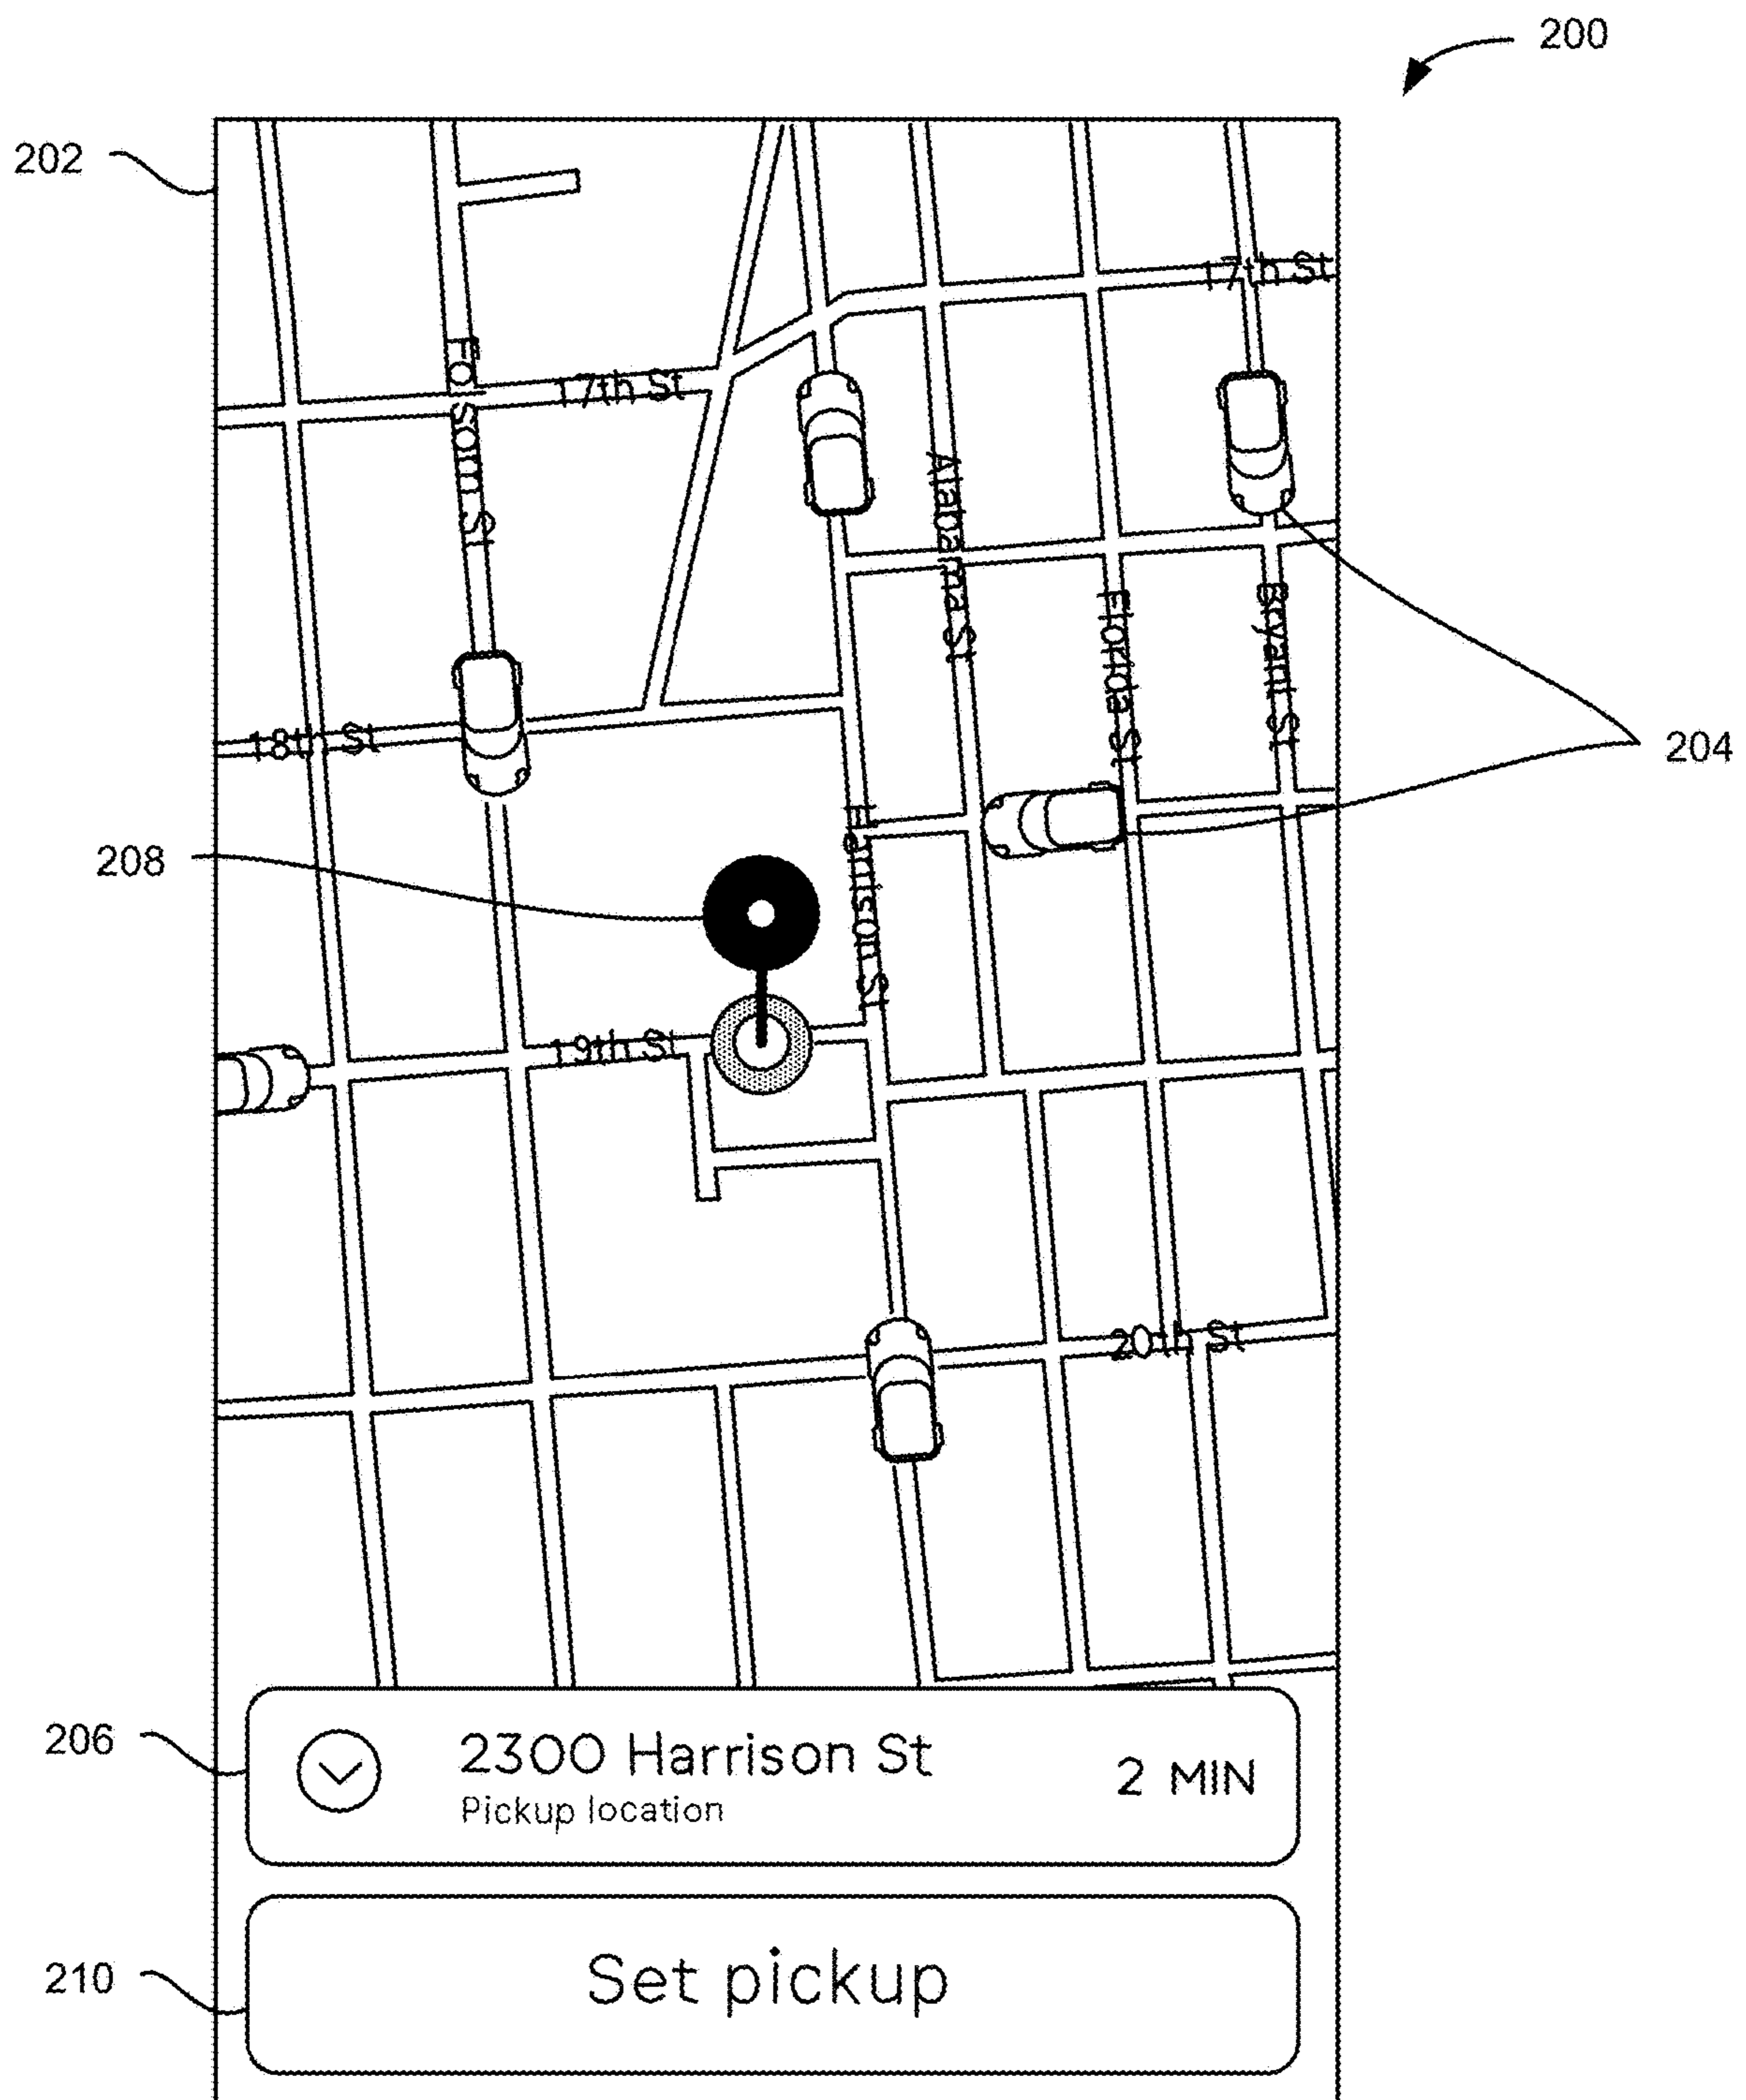 200
202
17th St
17th St
Folsom St
Alabama St
Florida St
Bryant St
18th St
204
208
Harrison St
19th St
20th St
206
2300 Harrison St
2 MIN
Pickup location
210
Set pickup